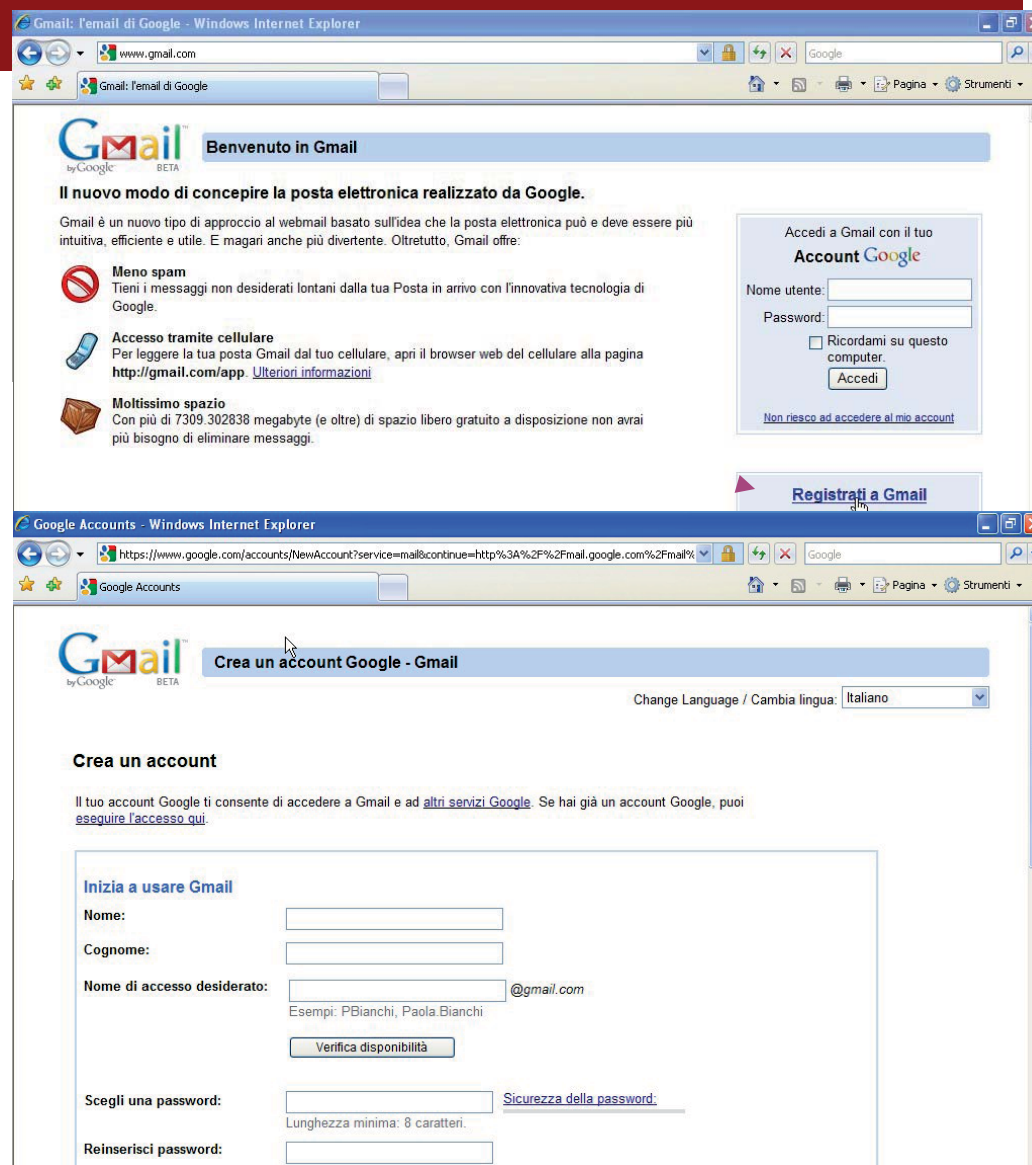 Gmail: l'email di Google - Windows Internet Explorer
www.gmail.com
Google
Gmail: l'email di Google
Pagina
Strumenti
Gmail™
by Google BETA
Benvenuto in Gmail
Il nuovo modo di concepire la posta elettronica realizzato da Google.
Gmail è un nuovo tipo di approccio al webmail basato sull'idea che la posta elettronica può e deve essere più
intuitiva, efficiente e utile. E magari anche più divertente. Oltretutto, Gmail offre:
Meno spam
Tieni i messaggi non desiderati lontani dalla tua Posta in arrivo con l'innovativa tecnologia di
Google.
Accesso tramite cellulare
Per leggere la tua posta Gmail dal tuo cellulare, apri il browser web del cellulare alla pagina
http://gmail.com/app. Ulteriori informazioni
Moltissimo spazio
Con più di 7309.302838 megabyte (e oltre) di spazio libero gratuito a disposizione non avrai
più bisogno di eliminare messaggi.
Accedi a Gmail con il tuo
Account Google
Nome utente:
Password:
Ricordami su questo
computer.
Accedi
Non riesco ad accedere al mio account
Registrati a Gmail
Google Accounts - Windows Internet Explorer
https://www.google.com/accounts/NewAccount?service=mail&continue=http%3A%2F%2Fmail.google.com%2Fmail%
Google
Google Accounts
Pagina
Strumenti
Gmail™
by Google BETA
Crea un account Google - Gmail
Change Language / Cambia lingua: Italiano
Crea un account
Il tuo account Google ti consente di accedere a Gmail e ad altri servizi Google. Se hai già un account Google, puoi
eseguire l'accesso qui.
Inizia a usare Gmail
Nome:
Cognome:
Nome di accesso desiderato: @gmail.com
Esempi: PBianchi, Paola.Bianchi
Verifica disponibilità
Scegli una password: Sicurezza della password:
Lunghezza minima: 8 caratteri.
Reinserisci password: